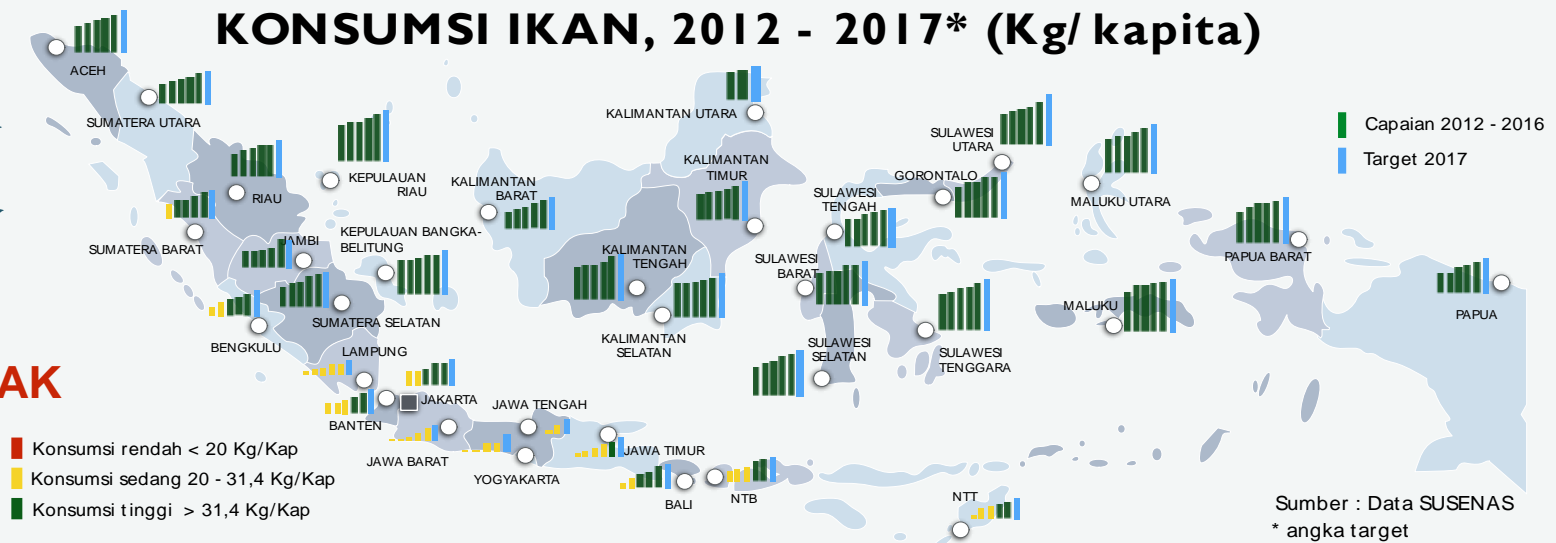 KONSUMSI IKAN, 2012 - 2017* (Kg/ kapita)
ACEH
SUMATERA UTARA
KALIMANTAN UTARA
SULAWESI
UTARA
Capaian 2012 - 2016
Target 2017
KEPULAUAN
RIAU
RIAU
KALIMANTAN
BARAT
KALIMANTAN
TIMUR
SULAWESI
TENGAH
GORONTALO
MALUKU UTARA
SUMATERA BARAT
JAMBI
KEPULAUAN BANGKA-
BELITUNG
KALIMANTAN
TENGAH
SULAWESI
BARAT
PAPUA BARAT
MALUKU
PAPUA
SUMATERA SELATAN
BENGKULU
KALIMANTAN
SELATAN
SULAWESI
SELATAN
SULAWESI
TENGGARA
LAMPUNG
AK
JAKARTA
BANTEN
JAWA TENGAH
JAWA BARAT
YOGYAKARTA
JAWA TIMUR
BALI
NTB
NTT
Konsumsi rendah < 20 Kg/Kap
Konsumsi sedang 20 - 31,4 Kg/Kap
Konsumsi tinggi > 31,4 Kg/Kap
Sumber : Data SUSENAS
* angka target